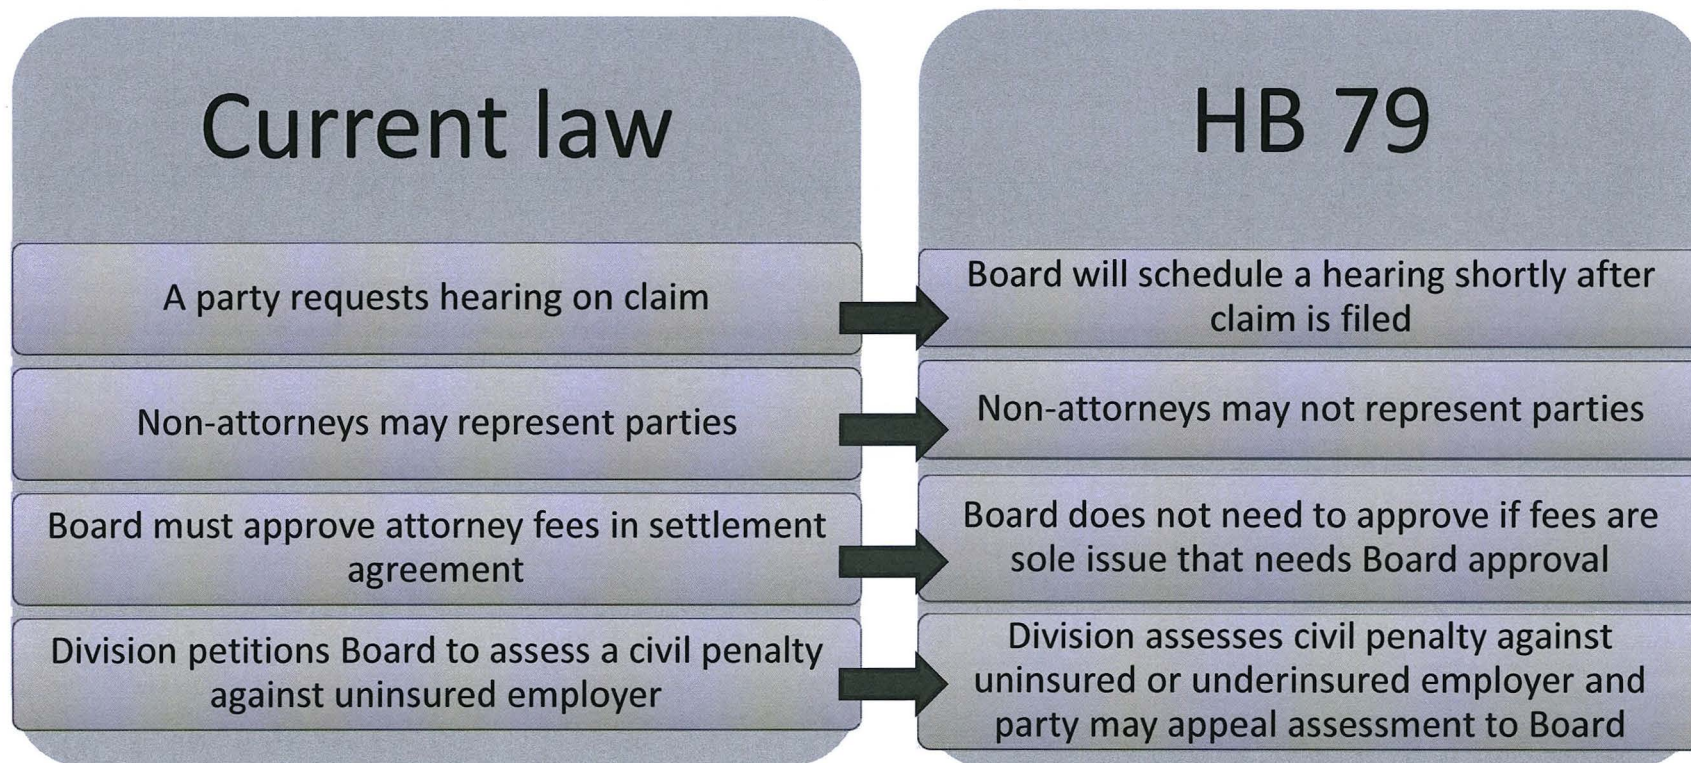 Current law
A party requests hearing on claim
Non-attorneys may represent parties
Board must approve attorney fees in settlement
agreement
Division petitions Board to assess a civil penalty
against uninsured employer
HB 79
Board will schedule a hearing shortly after
claim is filed
Non-attorneys may not represent parties
Board does not need to approve if fees are
sole issue that needs Board approval
Division assesses civil penalty against
uninsured or underinsured employer and
party may appeal assessment to Board